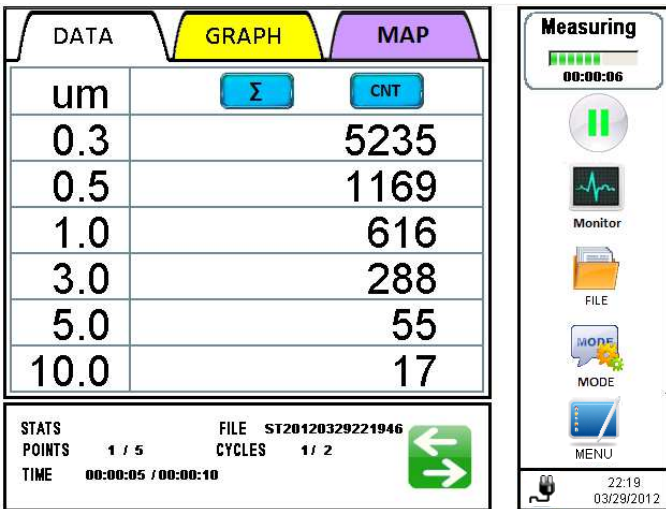 DATA GRAPH MAP
um Σ CNT
0.3 5235
0.5 1169
1.0 616
3.0 288
5.0 55
10.0 17
STATS FILE ST20120329221946
POINTS 1 / 5 CYCLES 1/ 2
TIME 00:00:05 / 00:00:10
Measuring
00:00:06
Monitor
FILE
MODE
MODE
MENU
22:19
03/29/2012